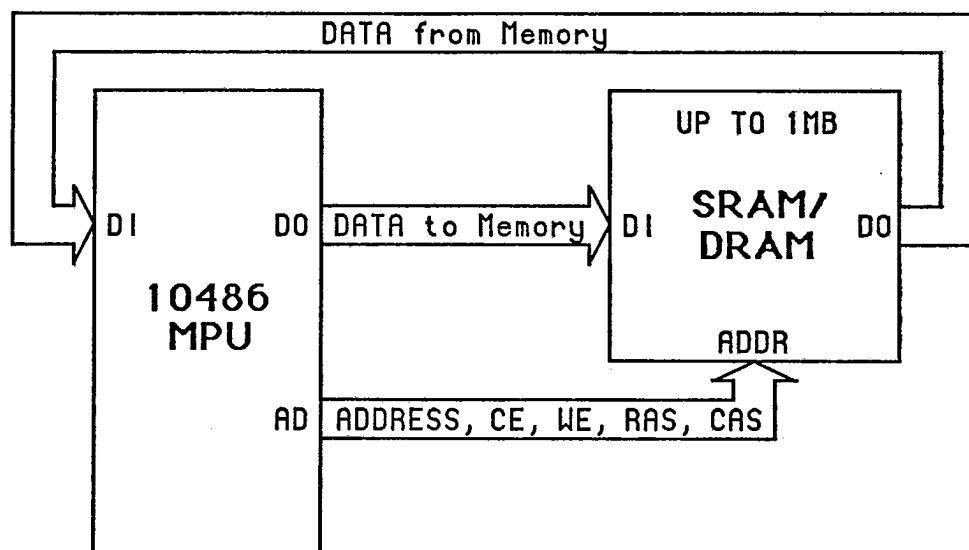 DATA from Memory
UP TO 1MB
DI
DO
DATA to Memory
DI
SRAM/
DRAM
DO
10486
MPU
ADDR
AD
ADDRESS, CE, WE, RAS, CAS